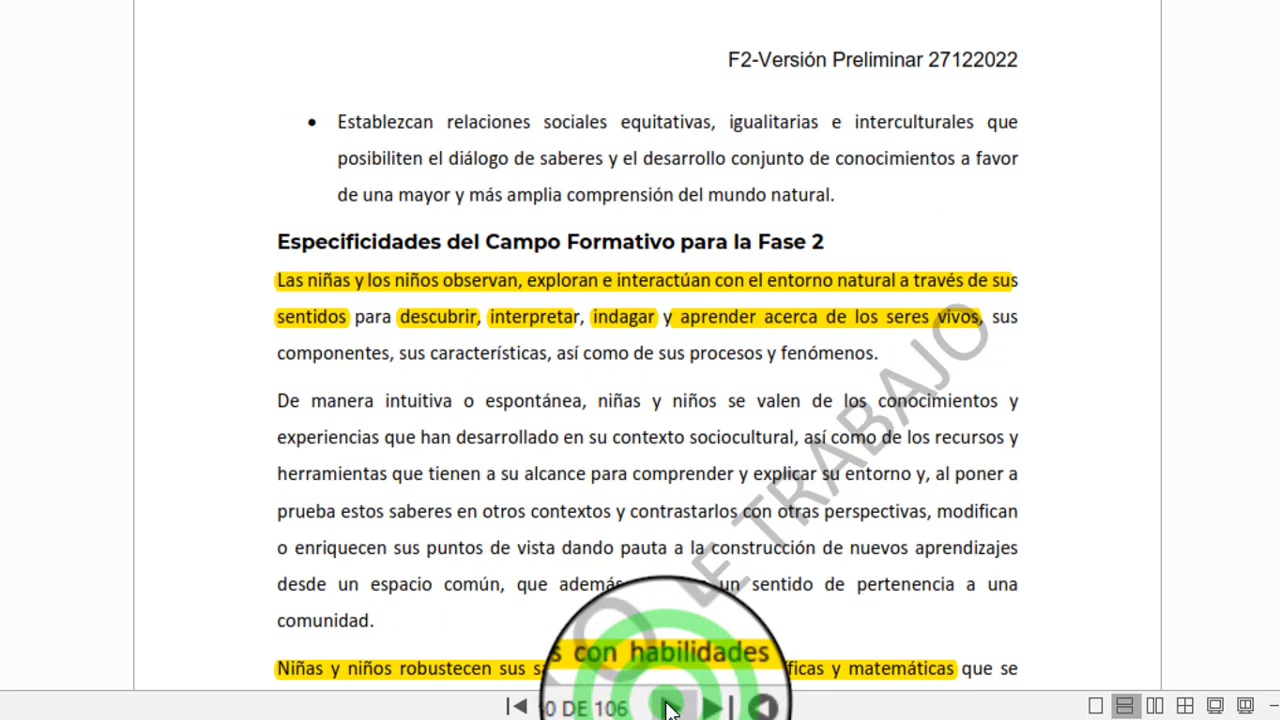 F2-Versión Preliminar 27122022
• Establezcan relaciones sociales equitativas, igualitarias e interculturales que
posibiliten el diálogo de saberes y el desarrollo conjunto de conocimientos a favor
de una mayor y más amplia comprensión del mundo natural.
Especificidades del Campo Formativo para la Fase 2
Las niñas y los niños observan, exploran e interactúan con el entorno natural a través de sus
sentidos para descubrir, interpretar, indagar y aprender acerca de los seres vivos, sus
componentes, sus características, así como de sus procesos y fenómenos.
De manera intuitiva o espontánea, niñas y niños se valen de los conocimientos y
experiencias que han desarrollado en su contexto sociocultural, así como de los recursos y
herramientas que tienen a su alcance para comprender y explicar su entorno y, al poner a
prueba estos saberes en otros contextos y contrastarlos con otras perspectivas, modifican
o enriquecen sus puntos de vista dando pauta a la construcción de nuevos aprendizajes
desde un espacio común, que además un sentido de pertenencia a una
comunidad.
Niñas y niños robustecen sus con habilidades y matemáticas que se
0 DE 106
DE TRABAJO